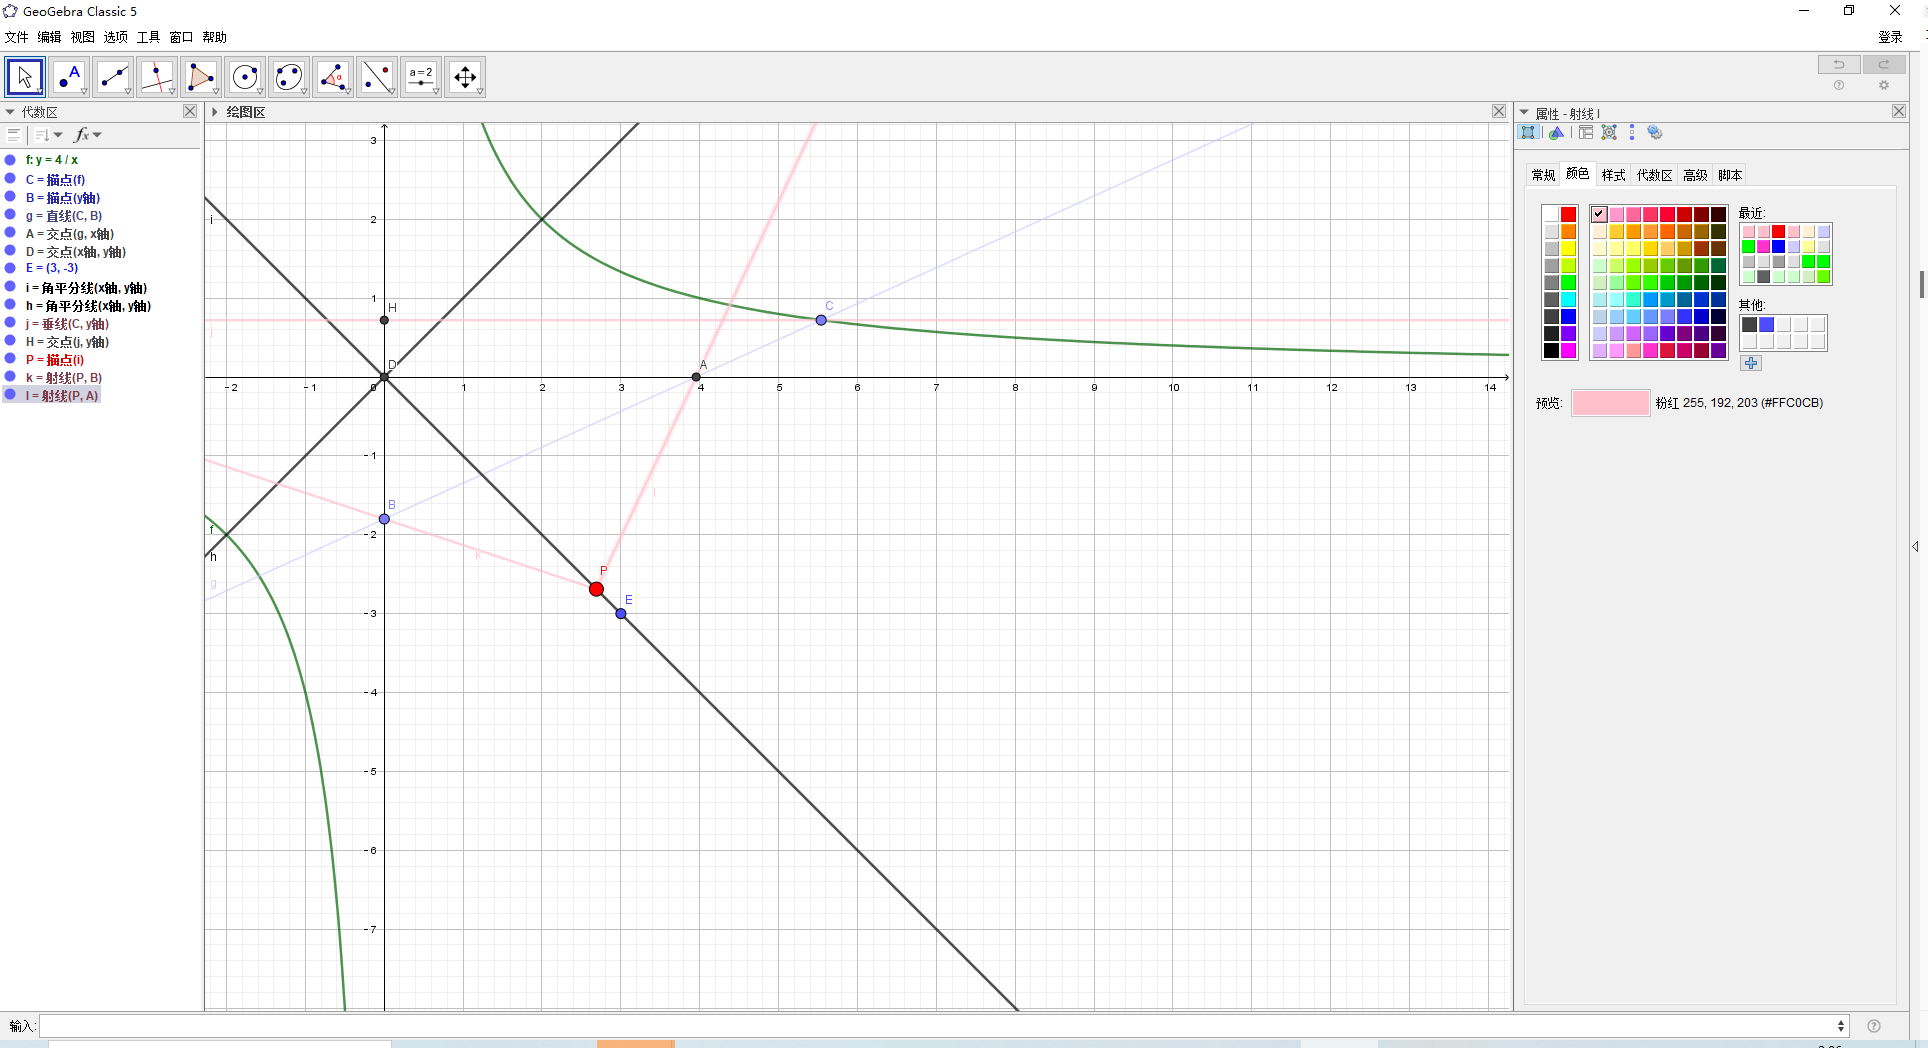 GeoGebra Classic 5
文件 编辑 视图 选项 工具 窗口 帮助
登录
A
α
a=2
代数区
绘图区
属性 - 射线 l
fx
f: y = 4 / x
C = 描点(f)
B = 描点(y轴)
g = 直线(C, B)
A = 交点(g, x轴)
D = 交点(x轴, y轴)
E = (3, -3)
i = 角平分线(x轴, y轴)
h = 角平分线(x轴, y轴)
j = 垂线(C, y轴)
H = 交点(j, y轴)
P = 描点(i)
k = 射线(P, B)
l = 射线(P, A)
3
2
i
1
H
C
j
D
A
-2 -1 0 1 2 3 4 5 6 7 8 9 10 11 12 13 14
-1
l
B
f
-2
h
k
g
P
E
-3
-4
-5
-6
-7
常规 颜色 样式 代数区 高级 脚本
最近:
其他:
预览:
粉红 255, 192, 203 (#FFC0CB)
输入: